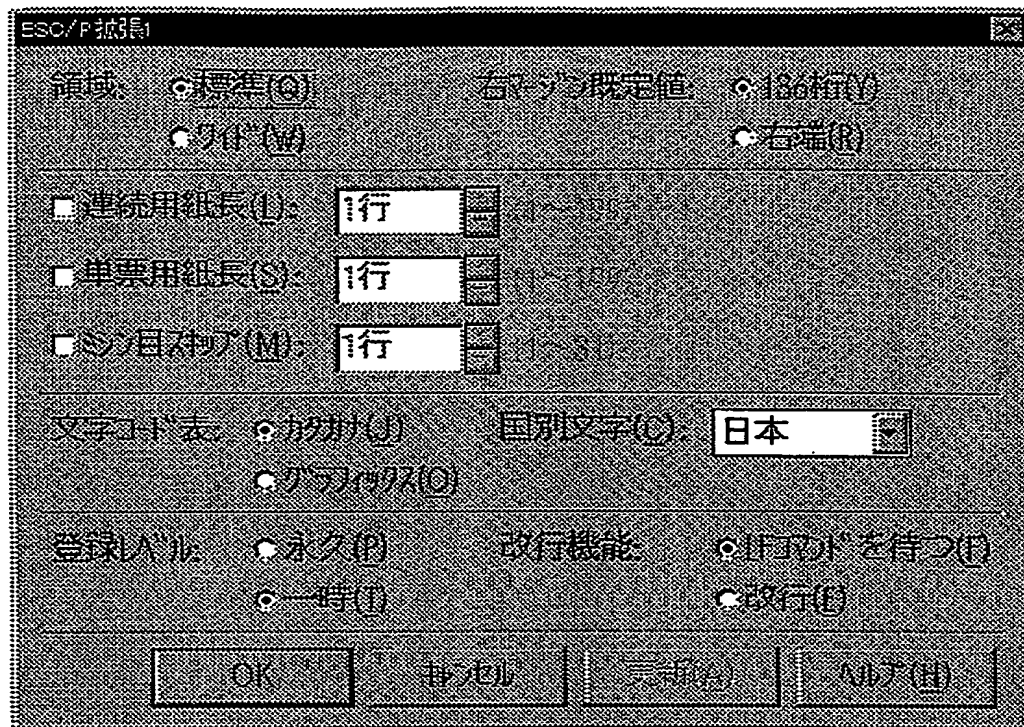 ESC/P拡張1
領域: 標準(Q) 右ﾏｰｼﾞﾝ既定値: 136桁(Y)
ﾜｲﾄﾞ(W) 右端(R)
連続用紙長(L): 1行
単票用紙長(S): 1行
ﾐｼﾝ目ｽｷｯﾌﾟ(M): 1行
文字ｺｰﾄﾞ表: ｶﾀｶﾅ(J) 国別文字(C): 日本
ｸﾞﾗﾌｨｯｸｽ(O)
登録ﾚﾍﾞﾙ: 永久(P) 改行機能: LFｺﾏﾝﾄﾞを待つ(F)
一時(T) 改行(E)
OK ｷｬﾝｾﾙ 更新(A) ﾍﾙﾌﾟ(H)